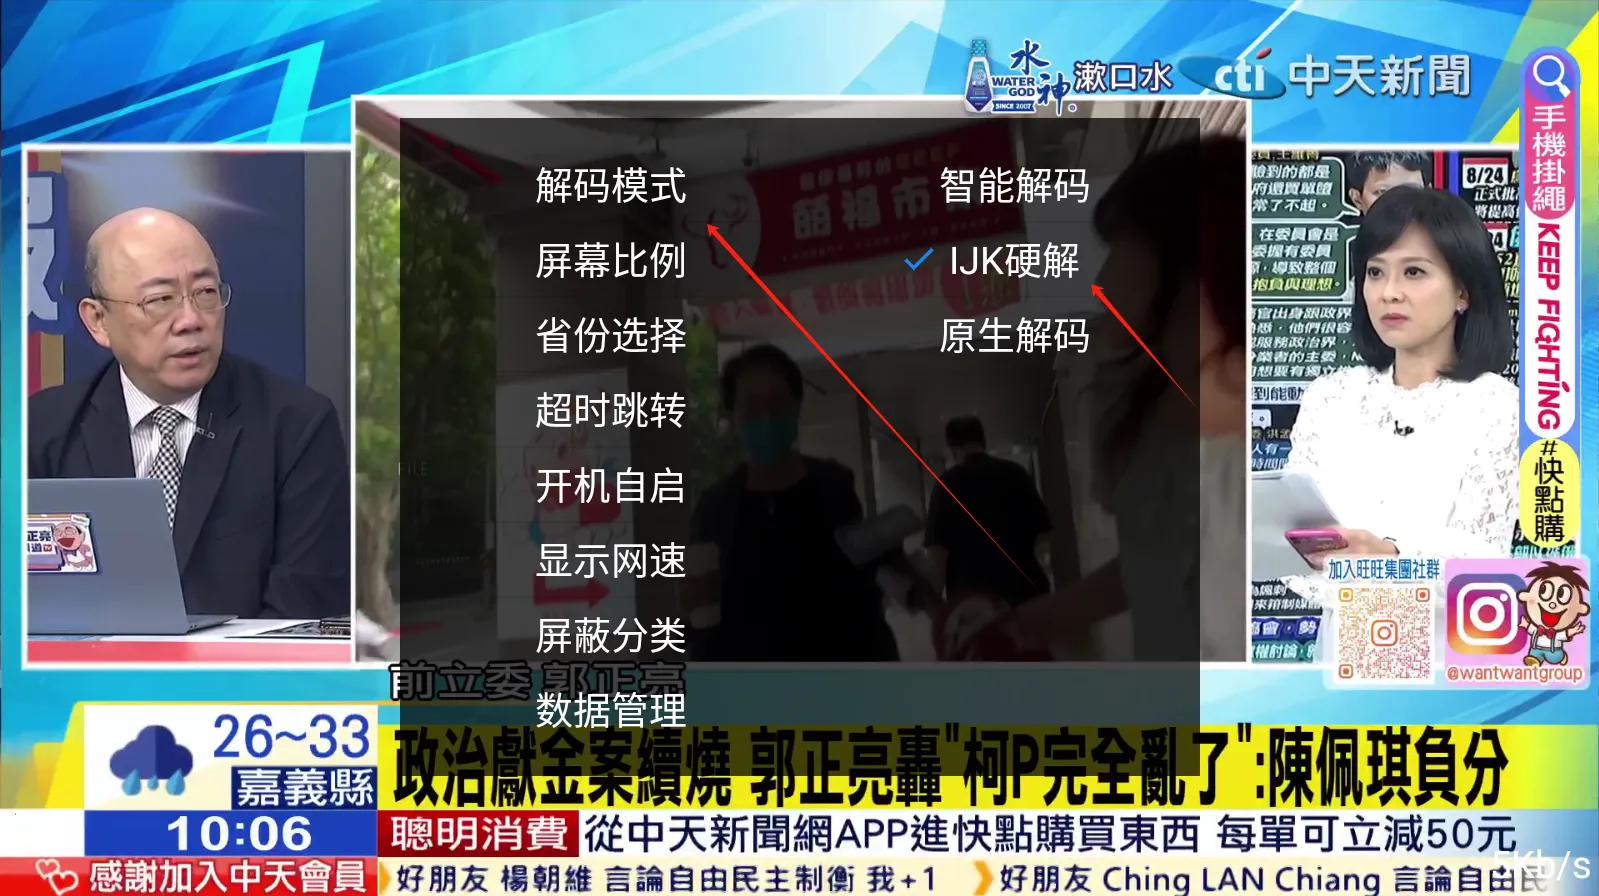 水神
WATER GOD
SINCE 2007
漱口水
cti 中天新聞
手機掛繩
KEEP FIGHTING
#快點購
解码模式
智能解码
屏幕比例
IJK硬解
省份选择
原生解码
超时跳转
开机自启
显示网速
屏蔽分类
数据管理
FILE
8/24
加入旺旺集團社群
@wantwantgroup
前立委 郭正亮
26~33
嘉義縣
10:06
政治獻金案續燒 郭正亮轟"柯P完全亂了":陳佩琪負分
聰明消費 從中天新聞網APP進快點購買東西 每單可立減50元
感謝加入中天會員
好朋友 楊朝維 言論自由民主制衡 我+1
好朋友 Ching LAN Chiang 言論自由
Kb/s